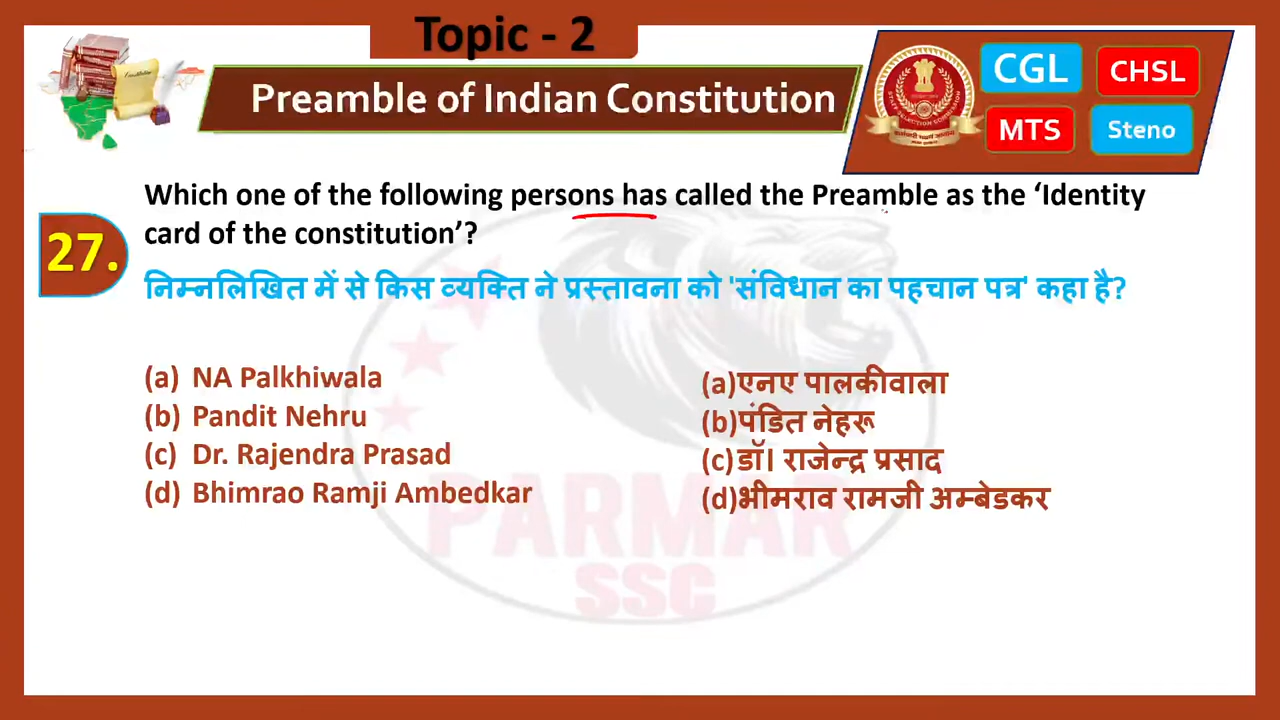 Topic - 2
Preamble of Indian Constitution
CGL
CHSL
MTS
Steno
27.
Which one of the following persons has called the Preamble as the ‘Identity
card of the constitution’?
निम्नलिखित में से किस व्यक्ति ने प्रस्तावना को 'संविधान का पहचान पत्र' कहा है?
(a) NA Palkhiwala
(b) Pandit Nehru
(c) Dr. Rajendra Prasad
(d) Bhimrao Ramji Ambedkar
(a)एनए पालकीवाला
(b)पंडित नेहरू
(c)डॉ। राजेन्द्र प्रसाद
(d)भीमराव रामजी अम्बेडकर
PARMAR
SSC